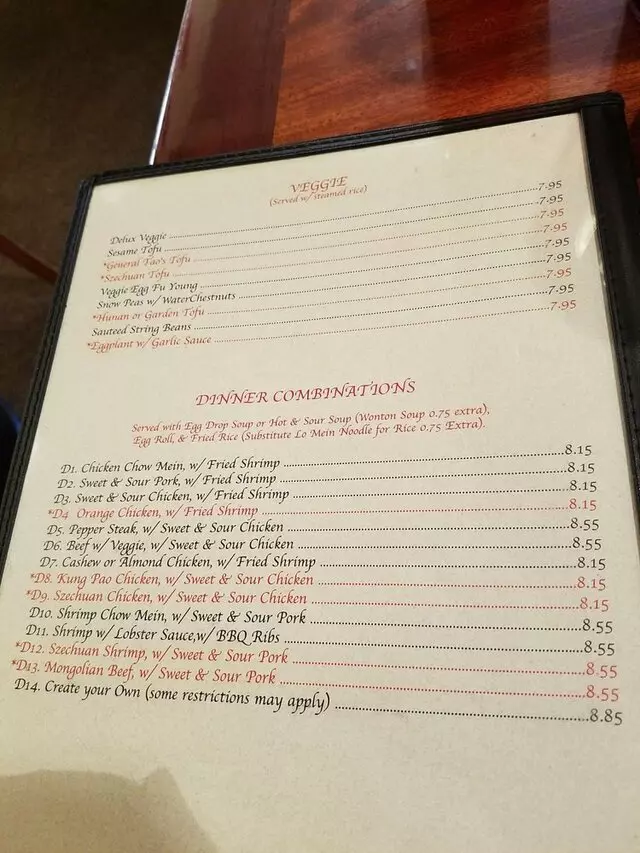 VEGGIE
(Served w/ steamed rice)
Delux Veggie 7.95
Sesame Tofu 7.95
*General Tao's Tofu 7.95
*Szechuan Tofu 7.95
Veggie Egg Fu Young 7.95
Snow Peas w/ WaterChestnuts 7.95
*Hunan or Garden Tofu 7.95
Sauteed String Beans 7.95
*Eggplant w/ Garlic Sauce 7.95
DINNER COMBINATIONS
Served with Egg Drop Soup or Hot & Sour Soup (Wonton Soup 0.75 extra),
Egg Roll, & Fried Rice (Substitute Lo Mein Noodle for Rice 0.75 Extra).
D1. Chicken Chow Mein, w/ Fried Shrimp 8.15
D2. Sweet & Sour Pork, w/ Fried Shrimp 8.15
D3. Sweet & Sour Chicken, w/ Fried Shrimp 8.15
*D4 Orange Chicken, w/ Fried Shrimp 8.15
D5. Pepper Steak, w/ Sweet & Sour Chicken 8.55
D6. Beef w/ Veggie, w/ Sweet & Sour Chicken 8.55
D7. Cashew or Almond Chicken, w/ Fried Shrimp 8.15
*D8. Kung Pao Chicken, w/ Sweet & Sour Chicken 8.15
*D9. Szechuan Chicken, w/ Sweet & Sour Chicken 8.15
D10. Shrimp Chow Mein, w/ Sweet & Sour Pork 8.55
D11. Shrimp w/ Lobster Sauce,w/ BBQ Ribs 8.55
*D12. Szechuan Shrimp, w/ Sweet & Sour Pork 8.55
*D13. Mongolian Beef, w/ Sweet & Sour Pork 8.55
D14. Create your Own (some restrictions may apply) 8.85